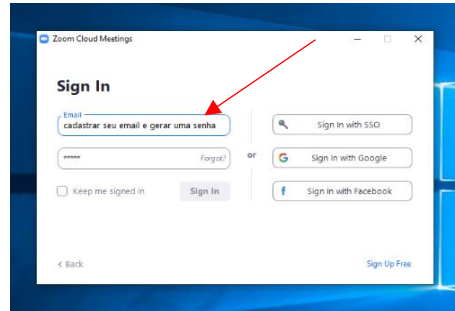 Zoom Cloud Meetings
Sign In
Email
cadastrar seu email e gerar uma senha
***** Forgot?
Keep me signed in Sign In
or
Sign In with SSO
Sign In with Google
Sign In with Facebook
< Back
Sign Up Free